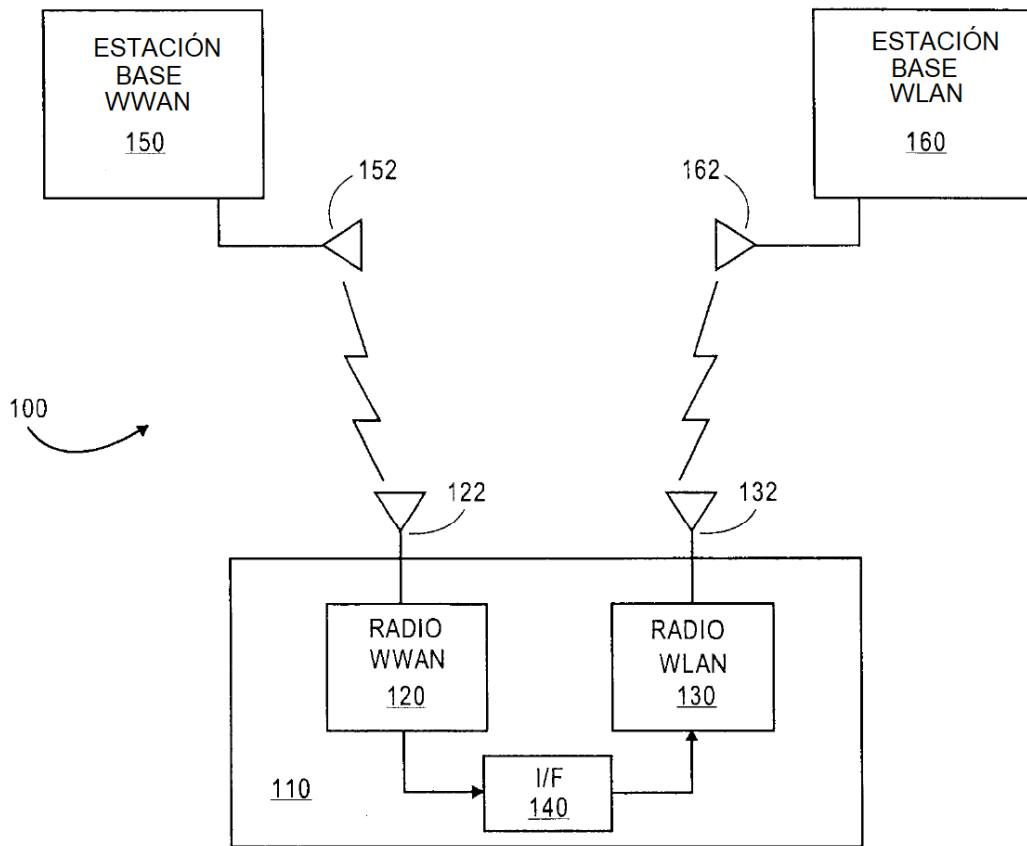 ESTACIÓN
BASE
WWAN
150
ESTACIÓN
BASE
WLAN
160
152
162
100
122
132
RADIO
WWAN
120
RADIO
WLAN
130
I/F
140
110